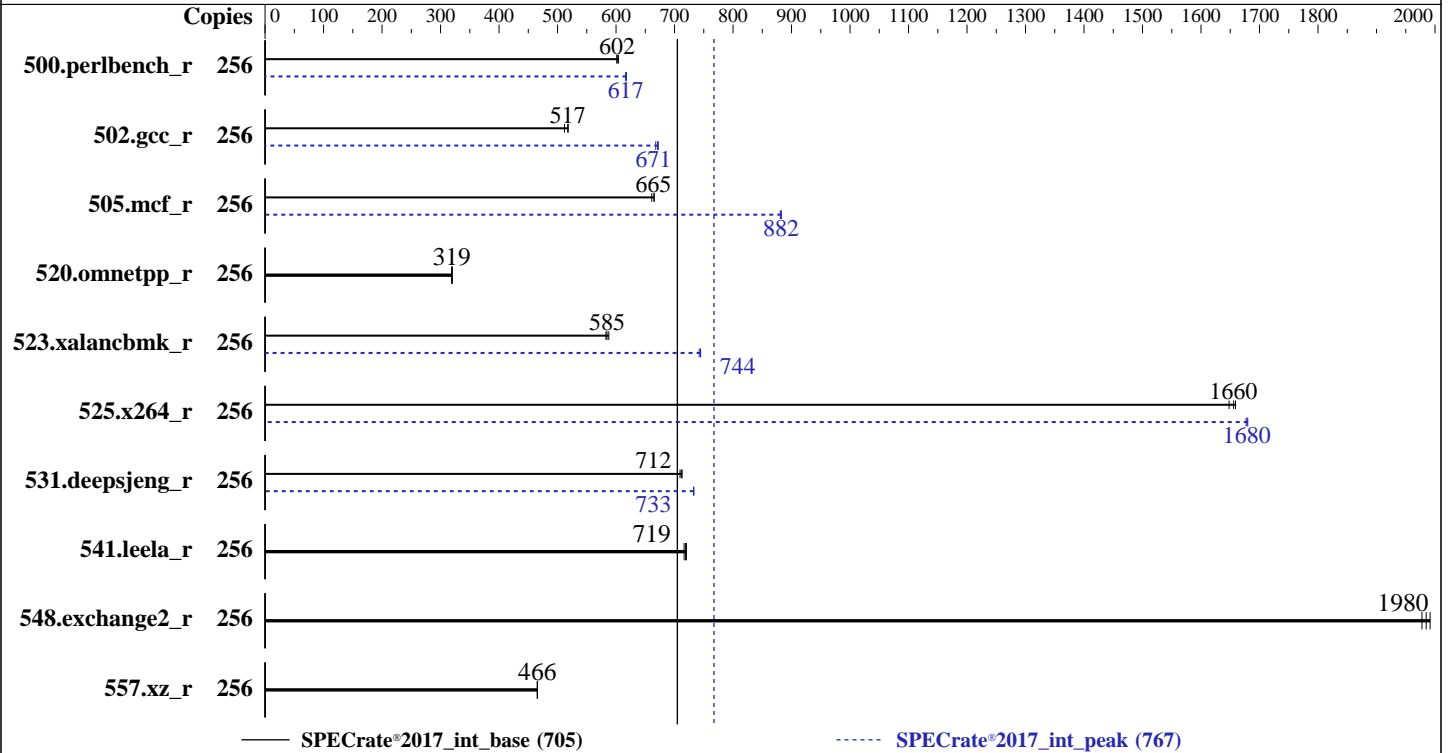 Copies 0 100 200 300 400 500 600 700 800 900 1000 1100 1200 1300 1400 1500 1600 1700 1800 2000
602
500.perlbench_r 256
617
517
502.gcc_r 256
671
665
505.mcf_r 256
882
319
520.omnetpp_r 256
585
523.xalancbmk_r 256
744
1660
525.x264_r 256
1680
712
531.deepsjeng_r 256
733
719
541.leela_r 256
1980
548.exchange2_r 256
466
557.xz_r 256
SPECrate®2017_int_base (705) SPECrate®2017_int_peak (767)